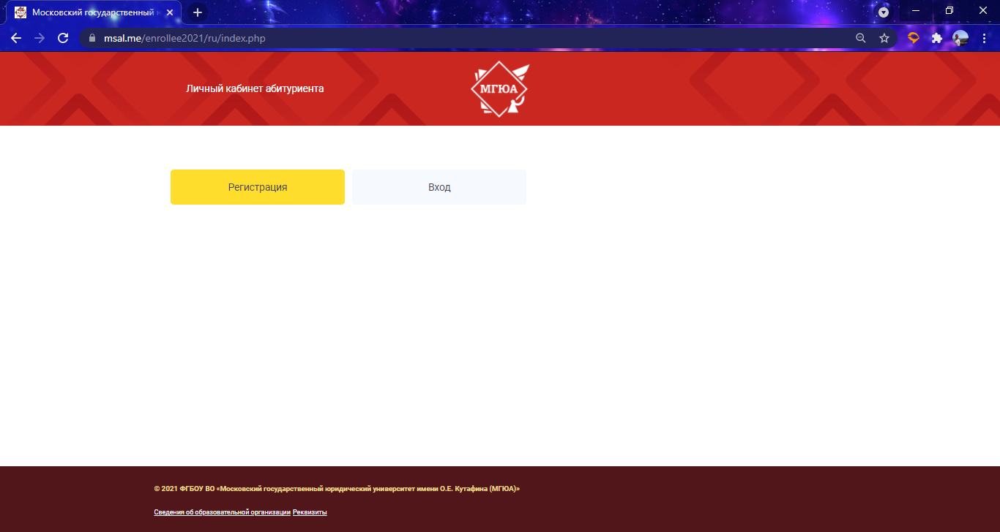 Московский государственный
msal.me/enrollee2021/ru/index.php
Личный кабинет абитуриента
МГЮА
Регистрация
Вход
© 2021 ФГБОУ ВО «Московский государственный юридический университет имени О.Е. Кутафина (МГЮА)»
Сведения об образовательной организации Реквизиты